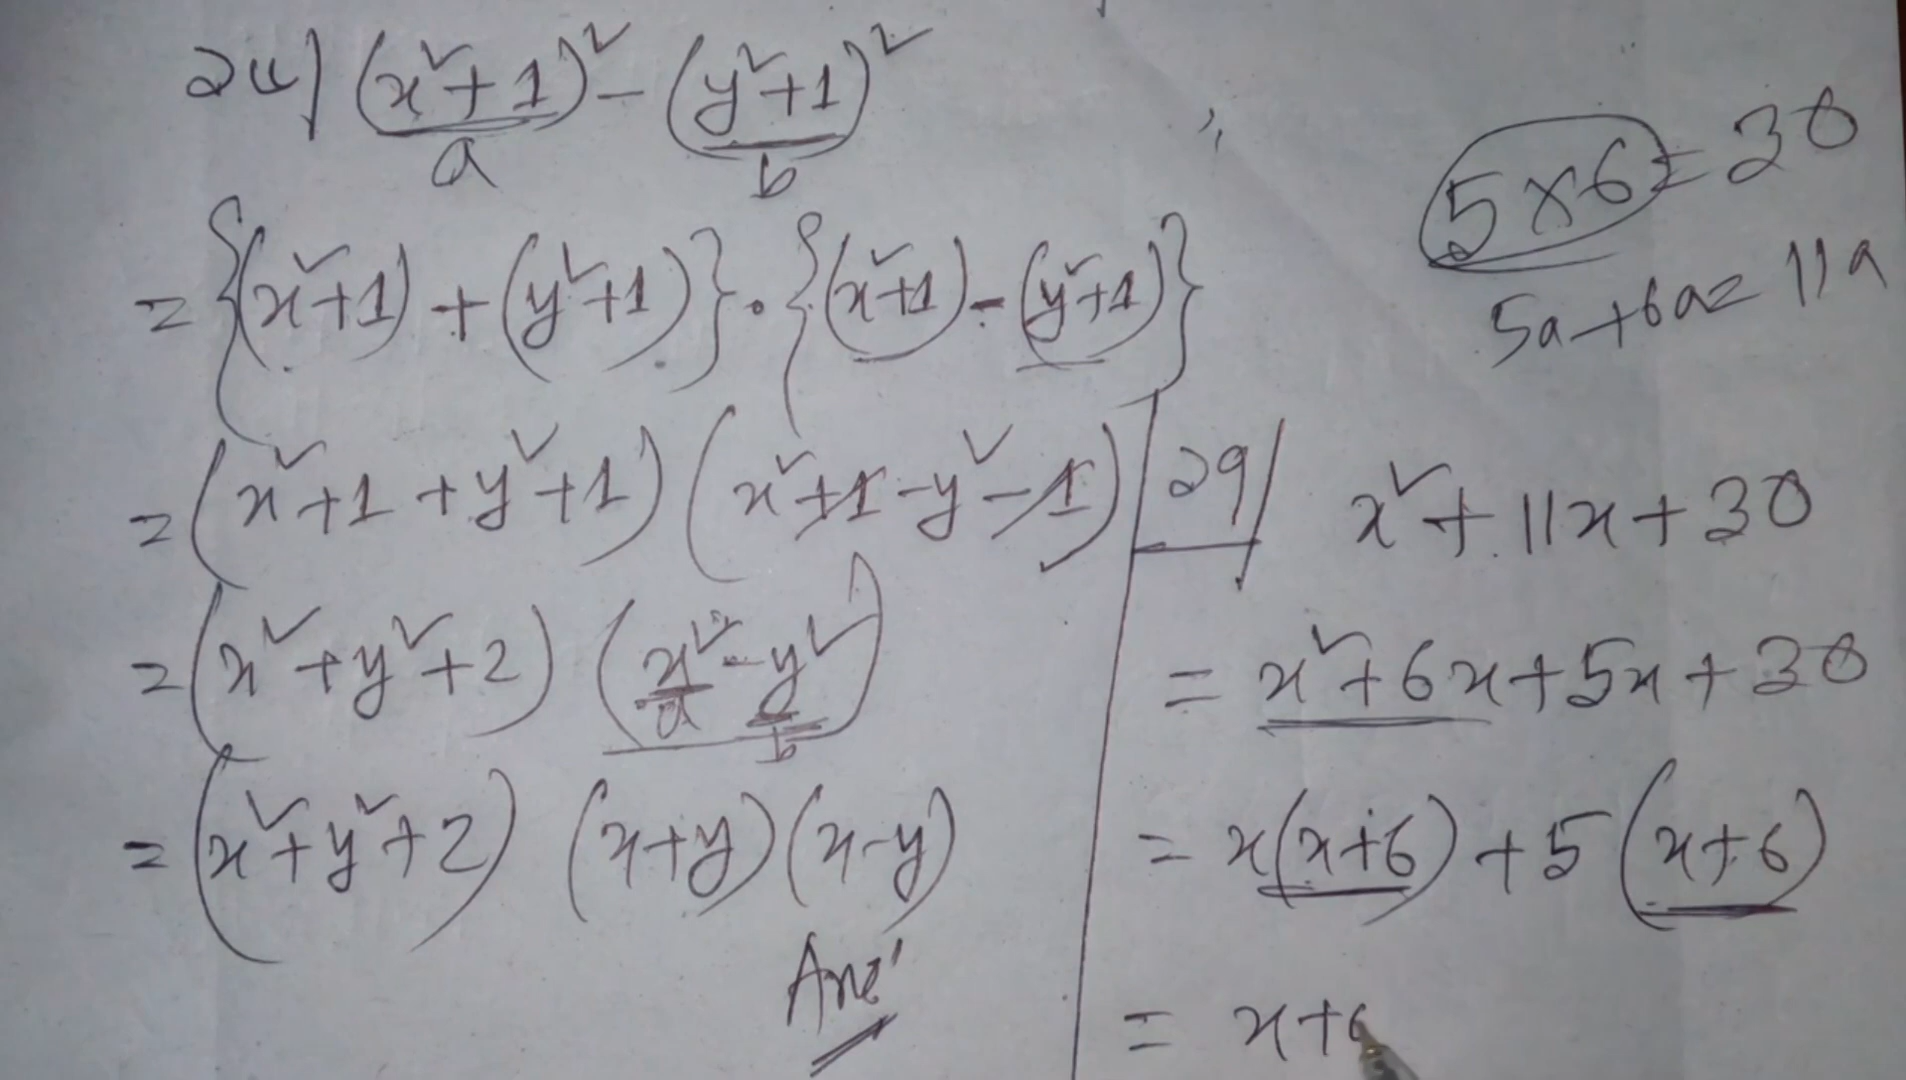 24) (x²+1)² - (y²+1)²
a b
= {(x²+1) + (y²+1)} · {(x²+1) - (y²+1)}
= (x²+1+y²+1) (x²+1-y²-1)
= (x²+y²+2) (x²-y²)
a b
= (x²+y²+2) (x+y)(x-y)
Ans
5×6=30
5a+6a=11a
29) x²+11x+30
= x²+6x+5x+30
= x(x+6)+5(x+6)
= x+6